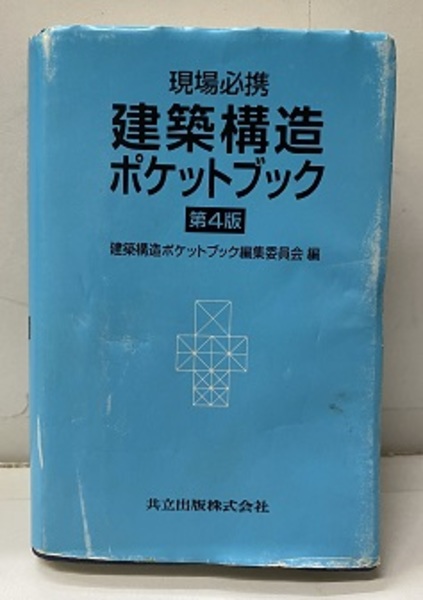 現場必携
建築構造
ポケットブック
第4版
建築構造ポケットブック編集委員会 編
共立出版株式会社